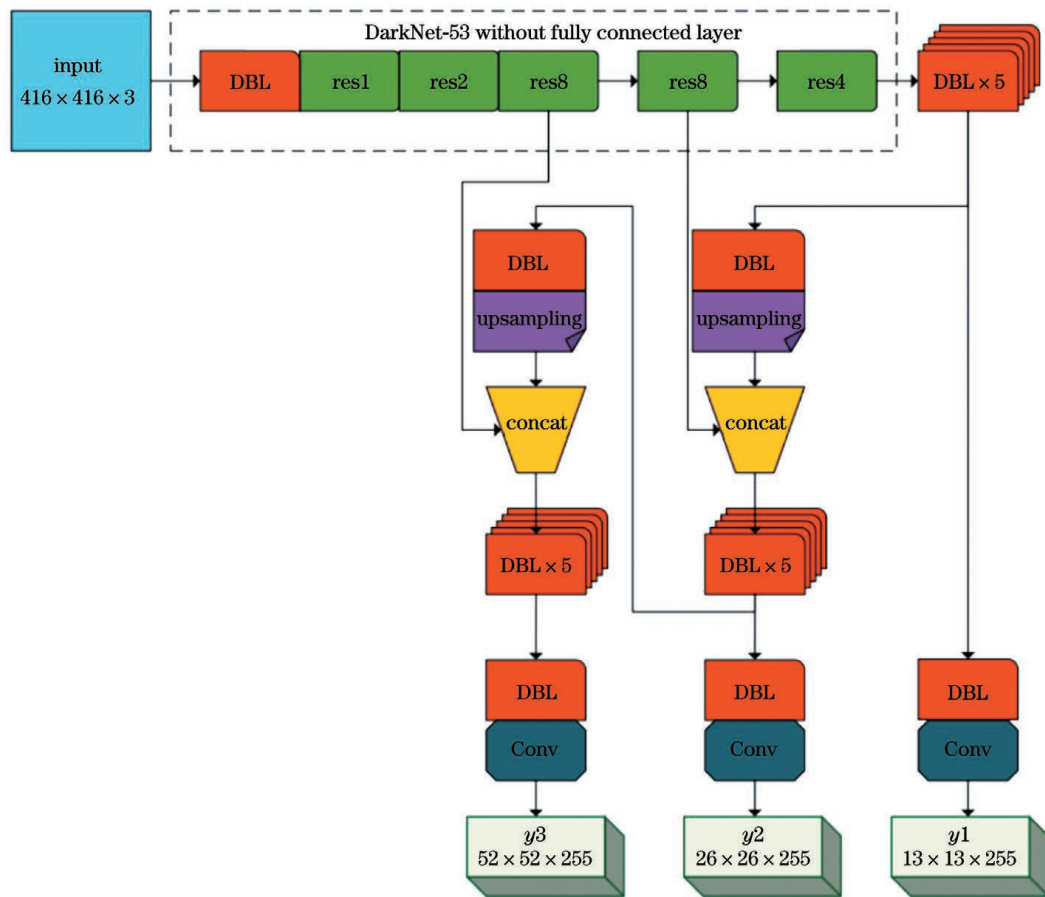 DarkNet-53 without fully connected layer
input
416 × 416 × 3
DBL
res1
res2
res8
res8
res4
DBL × 5
DBL
upsampling
DBL
upsampling
concat
concat
DBL × 5
DBL × 5
DBL
DBL
DBL
Conv
Conv
Conv
y3
52 × 52 × 255
y2
26 × 26 × 255
y1
13 × 13 × 255